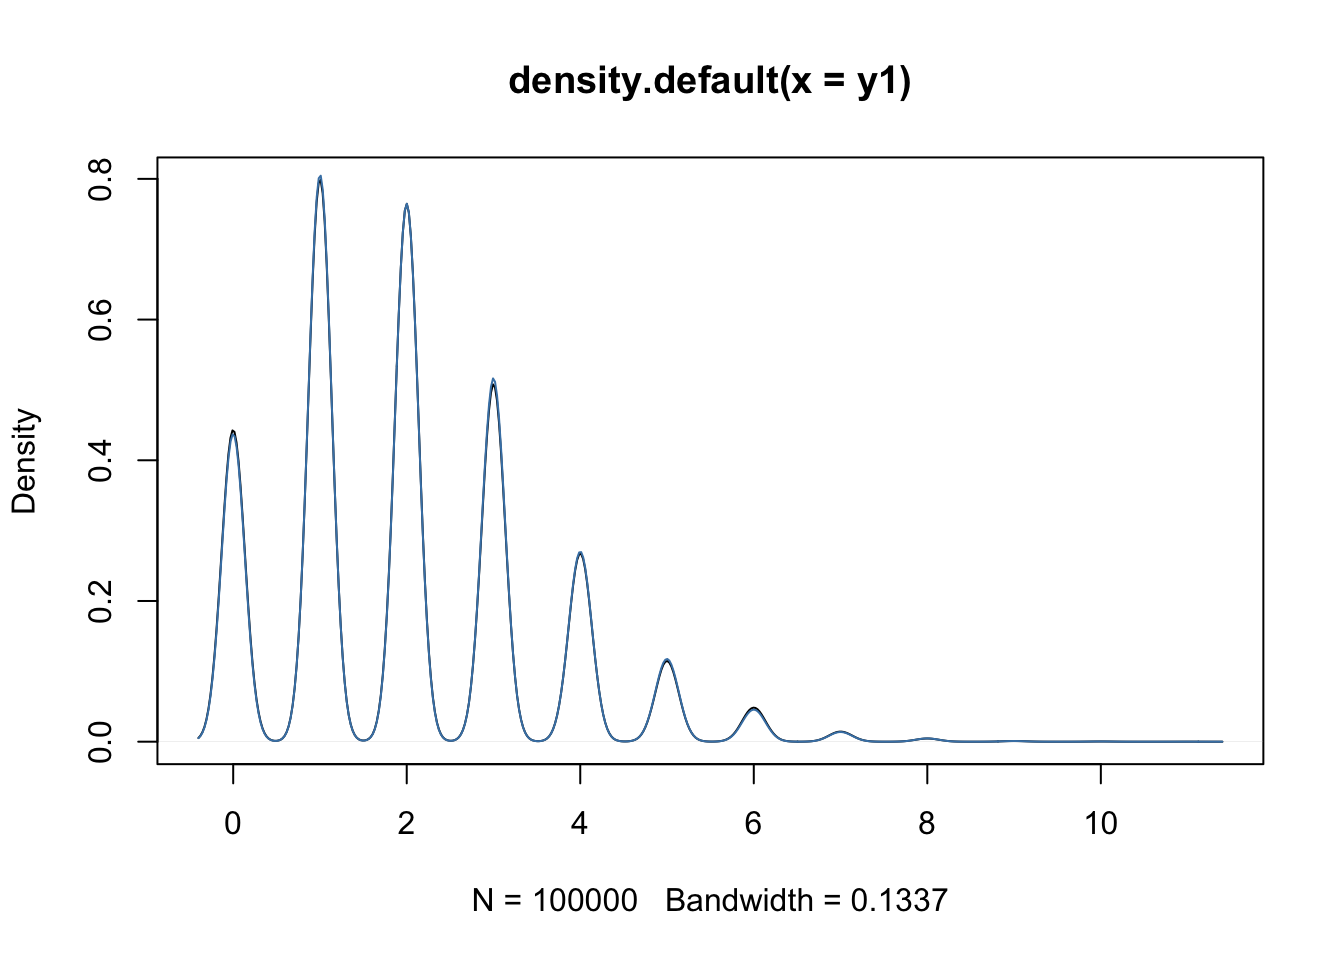 density.default(x = y1)
Density
0.8
0.6
0.4
0.2
0.0
0 2 4 6 8 10
N = 100000 Bandwidth = 0.1337